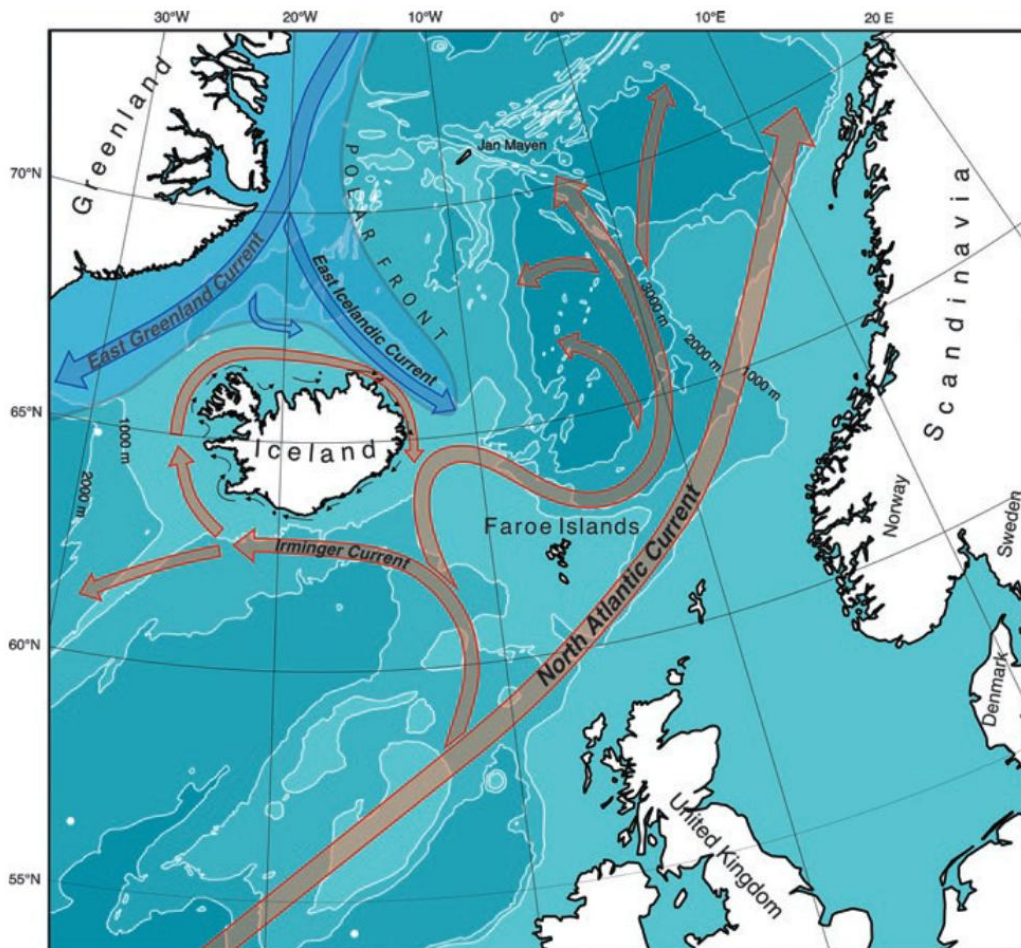 30°W
20°W
10°W
0°
10°E
20 E
70°N
65°N
60°N
55°N
Greenland
Jan Mayen
POLAR FRONT
East Greenland Current
East Icelandic Current
Scandinavia
3000 m
2000 m
1000 m
1000 m
2000 m
Iceland
Irminger Current
Faroe Islands
North Atlantic Current
Norway
Sweden
Denmark
United Kingdom